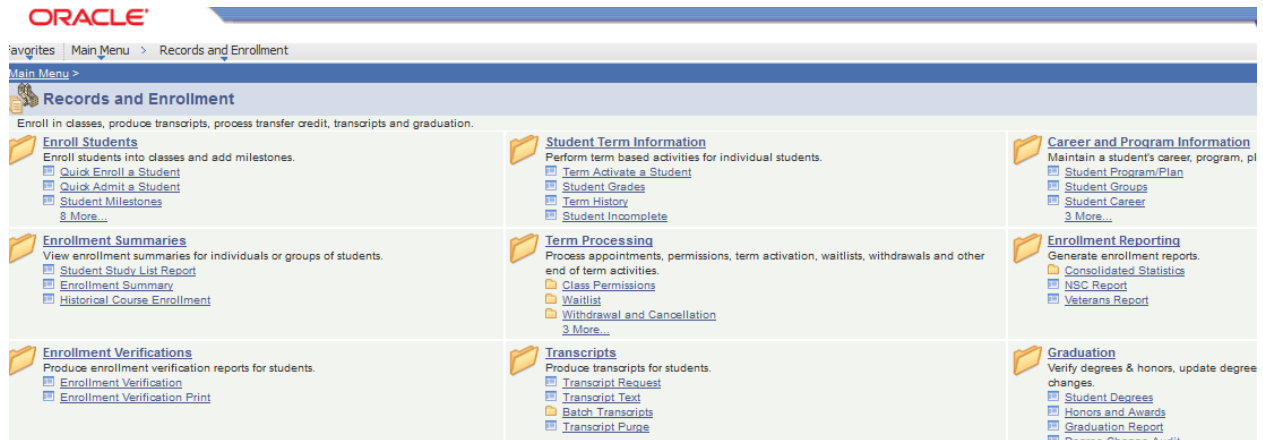 ORACLE'
avorites Main Menu > Records and Enrollment
Main Menu >
Records and Enrollment
Enroll in classes, produce transcripts, process transfer credit, transcripts and graduation.
Enroll Students
Enroll students into classes and add milestones.
Quick Enroll a Student
Quick Admit a Student
Student Milestones
8 More...
Student Term Information
Perform term based activities for individual students.
Term Activate a Student
Student Grades
Term History
Student Incomplete
Career and Program Information
Maintain a student's career, program, pl
Student Program/Plan
Student Groups
Student Career
3 More...
Enrollment Summaries
View enrollment summaries for individuals or groups of students.
Student Study List Report
Enrollment Summary
Historical Course Enrollment
Term Processing
Process appointments, permissions, term activation, waitlists, withdrawals and other
end of term activities.
Class Permissions
Waitlist
Withdrawal and Cancellation
3 More...
Enrollment Reporting
Generate enrollment reports.
Consolidated Statistics
NSC Report
Veterans Report
Enrollment Verifications
Produce enrollment verification reports for students.
Enrollment Verification
Enrollment Verification Print
Transcripts
Produce transcripts for students.
Transcript Request
Transcript Text
Batch Transcripts
Transcript Purge
Graduation
Verify degrees & honors, update degree
changes.
Student Degrees
Honors and Awards
Graduation Report
Degree Change Audit